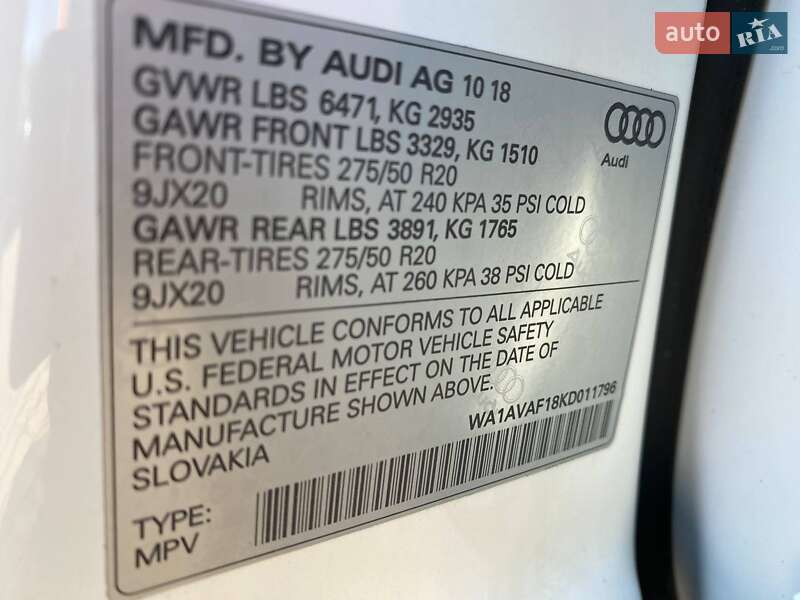 auto RIA.com
MFD. BY AUDI AG 10 18
GVWR LBS 6471, KG 2935
GAWR FRONT LBS 3329, KG 1510
FRONT-TIRES 275/50 R20
9JX20 RIMS, AT 240 KPA 35 PSI COLD
GAWR REAR LBS 3891, KG 1765
REAR-TIRES 275/50 R20
9JX20 RIMS, AT 260 KPA 38 PSI COLD
Audi
THIS VEHICLE CONFORMS TO ALL APPLICABLE
U.S. FEDERAL MOTOR VEHICLE SAFETY
STANDARDS IN EFFECT ON THE DATE OF
MANUFACTURE SHOWN ABOVE.
SLOVAKIA
WA1AVAF18KD011796
TYPE:
MPV